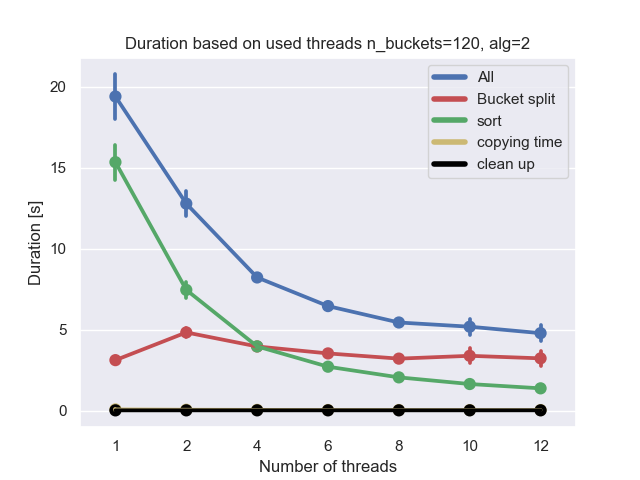 Duration based on used threads n_buckets=120, alg=2
All
Bucket split
sort
copying time
clean up
20
15
10
5
0
Duration [s]
1 2 4 6 8 10 12
Number of threads